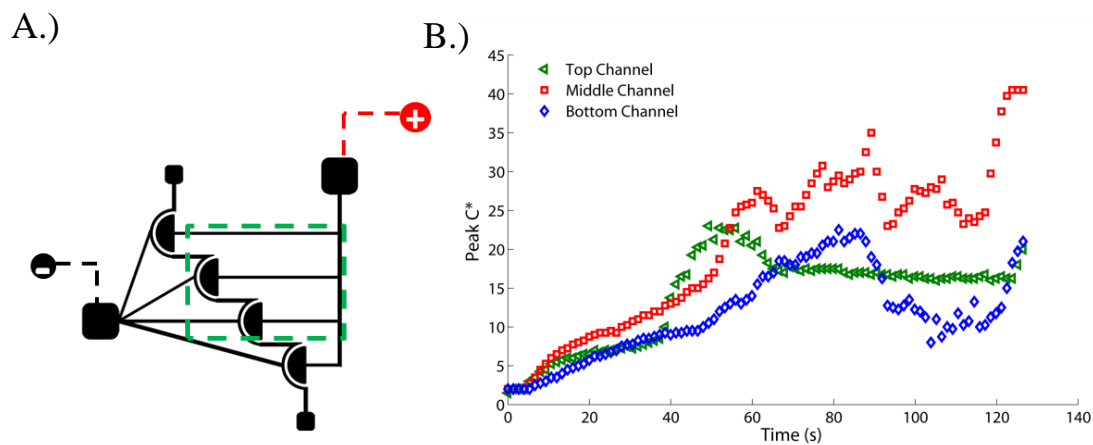 A.)
B.)
+
-
Top Channel
Middle Channel
Bottom Channel
Peak C*
45
40
35
30
25
20
15
10
5
0
0 20 40 60 80 100 120 140
Time (s)